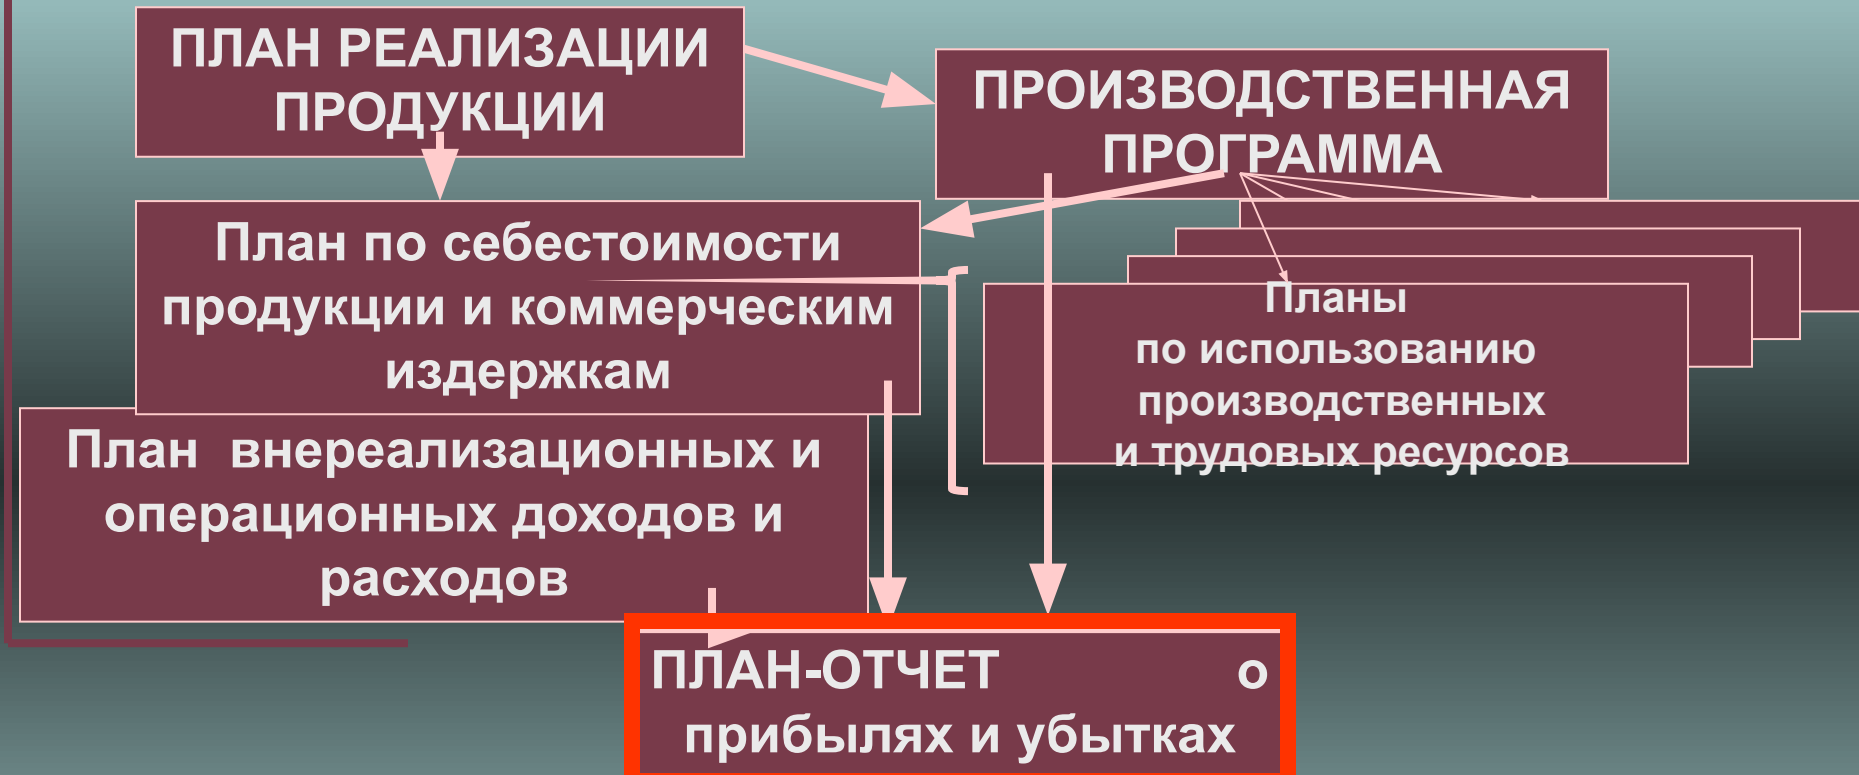 ПЛАН РЕАЛИЗАЦИИ
ПРОДУКЦИИ
ПРОИЗВОДСТВЕННАЯ
ПРОГРАММА
План по себестоимости
продукции и коммерческим
издержкам
Планы
по использованию
производственных
и трудовых ресурсов
План внереализационных и
операционных доходов и
расходов
ПЛАН-ОТЧЕТ о
прибылях и убытках